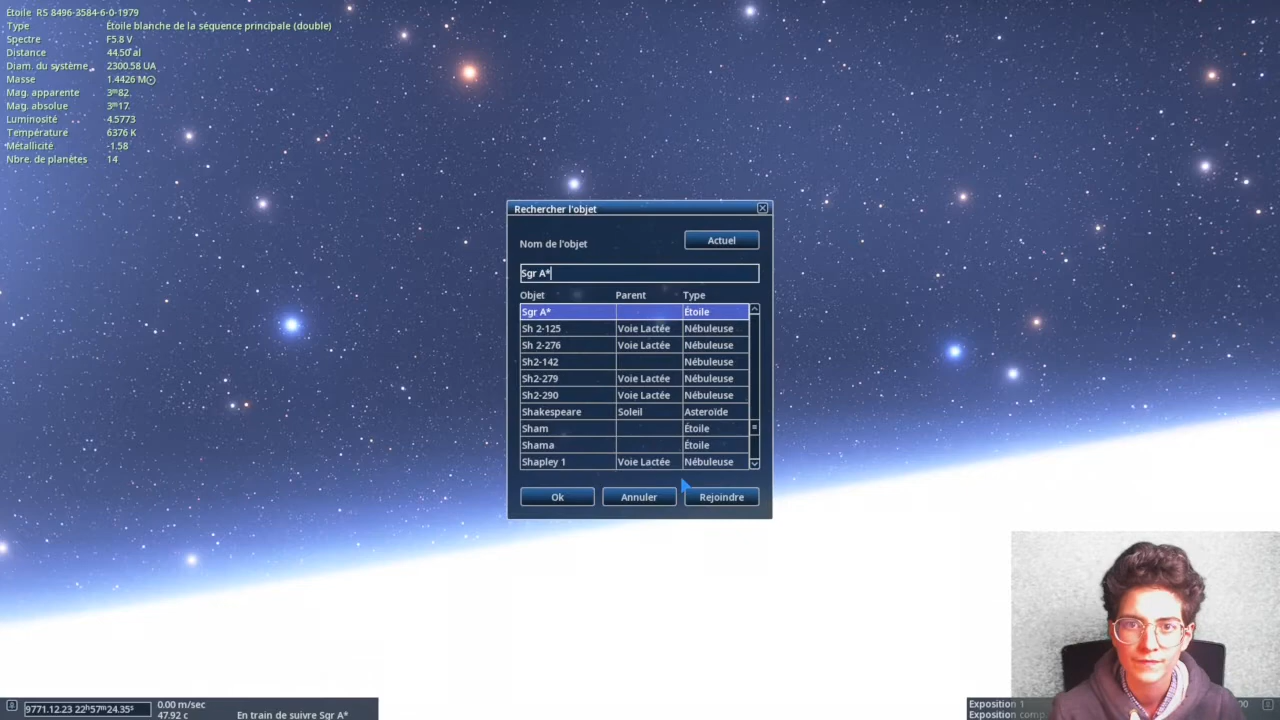 Étoile RS 8496-3584-6-0-1979
Type Étoile blanche de la séquence principale (double)
Spectre F5.8 V
Distance 44.50 al
Diam. du système 2300.58 UA
Masse 1.4426 M☉
Mag. apparente 3ᵐ82
Mag. absolue 3ᵐ17
Luminosité 4.5773
Température 6376 K
Métallicité -1.58
Nbre. de planètes 14
Rechercher l'objet
Nom de l'objet Actuel
Sgr A*
Objet Parent Type
Sgr A* Étoile
Sh 2-125 Voie Lactée Nébuleuse
Sh 2-276 Voie Lactée Nébuleuse
Sh2-142 Nébuleuse
Sh2-279 Voie Lactée Nébuleuse
Sh2-290 Voie Lactée Nébuleuse
Shakespeare Soleil Asteroïde
Sham Étoile
Shama Étoile
Shapley 1 Voie Lactée Nébuleuse
Ok Annuler Rejoindre
9771.12.23 22ʰ57ᵐ24.35ˢ 0.00 m/sec
47.92 c En train de suivre Sgr A*
Exposition 1 00
Exposition comp.